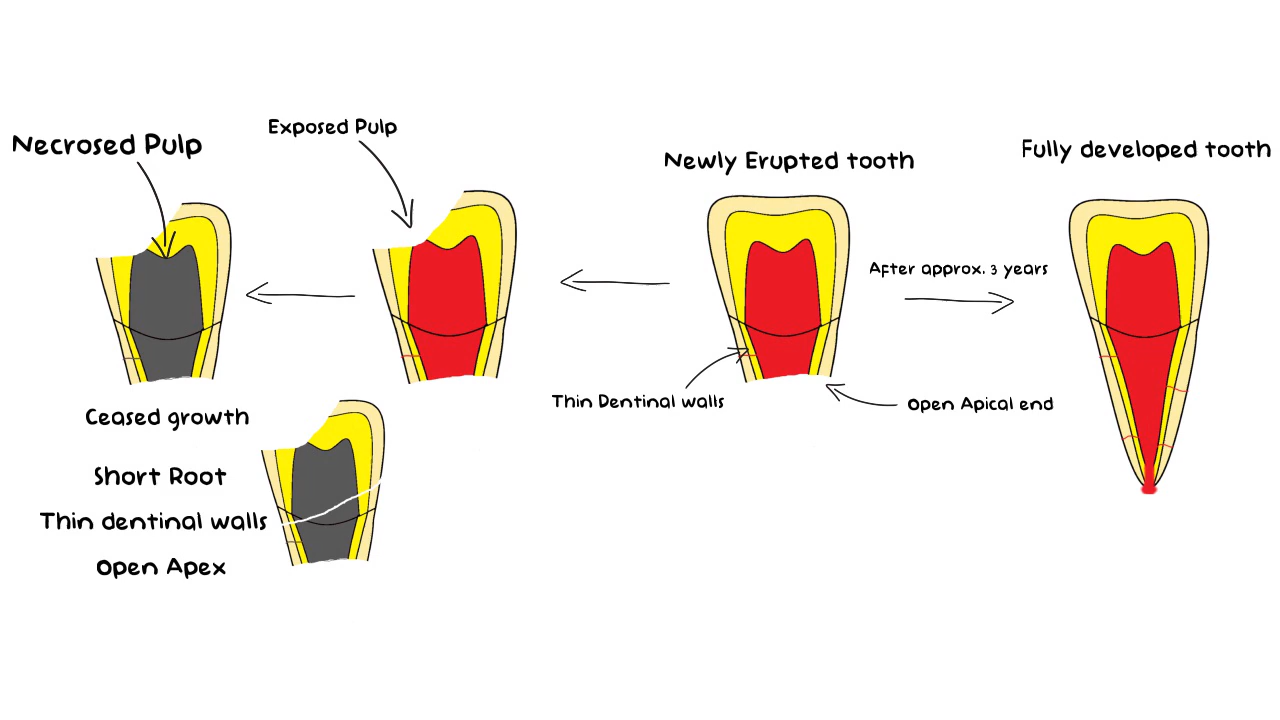 Necrosed Pulp
Exposed Pulp
Newly Erupted tooth
Fully developed tooth
After approx. 3 years
Thin Dentinal walls
Open Apical end
Ceased growth
Short Root
Thin dentinal walls
Open Apex